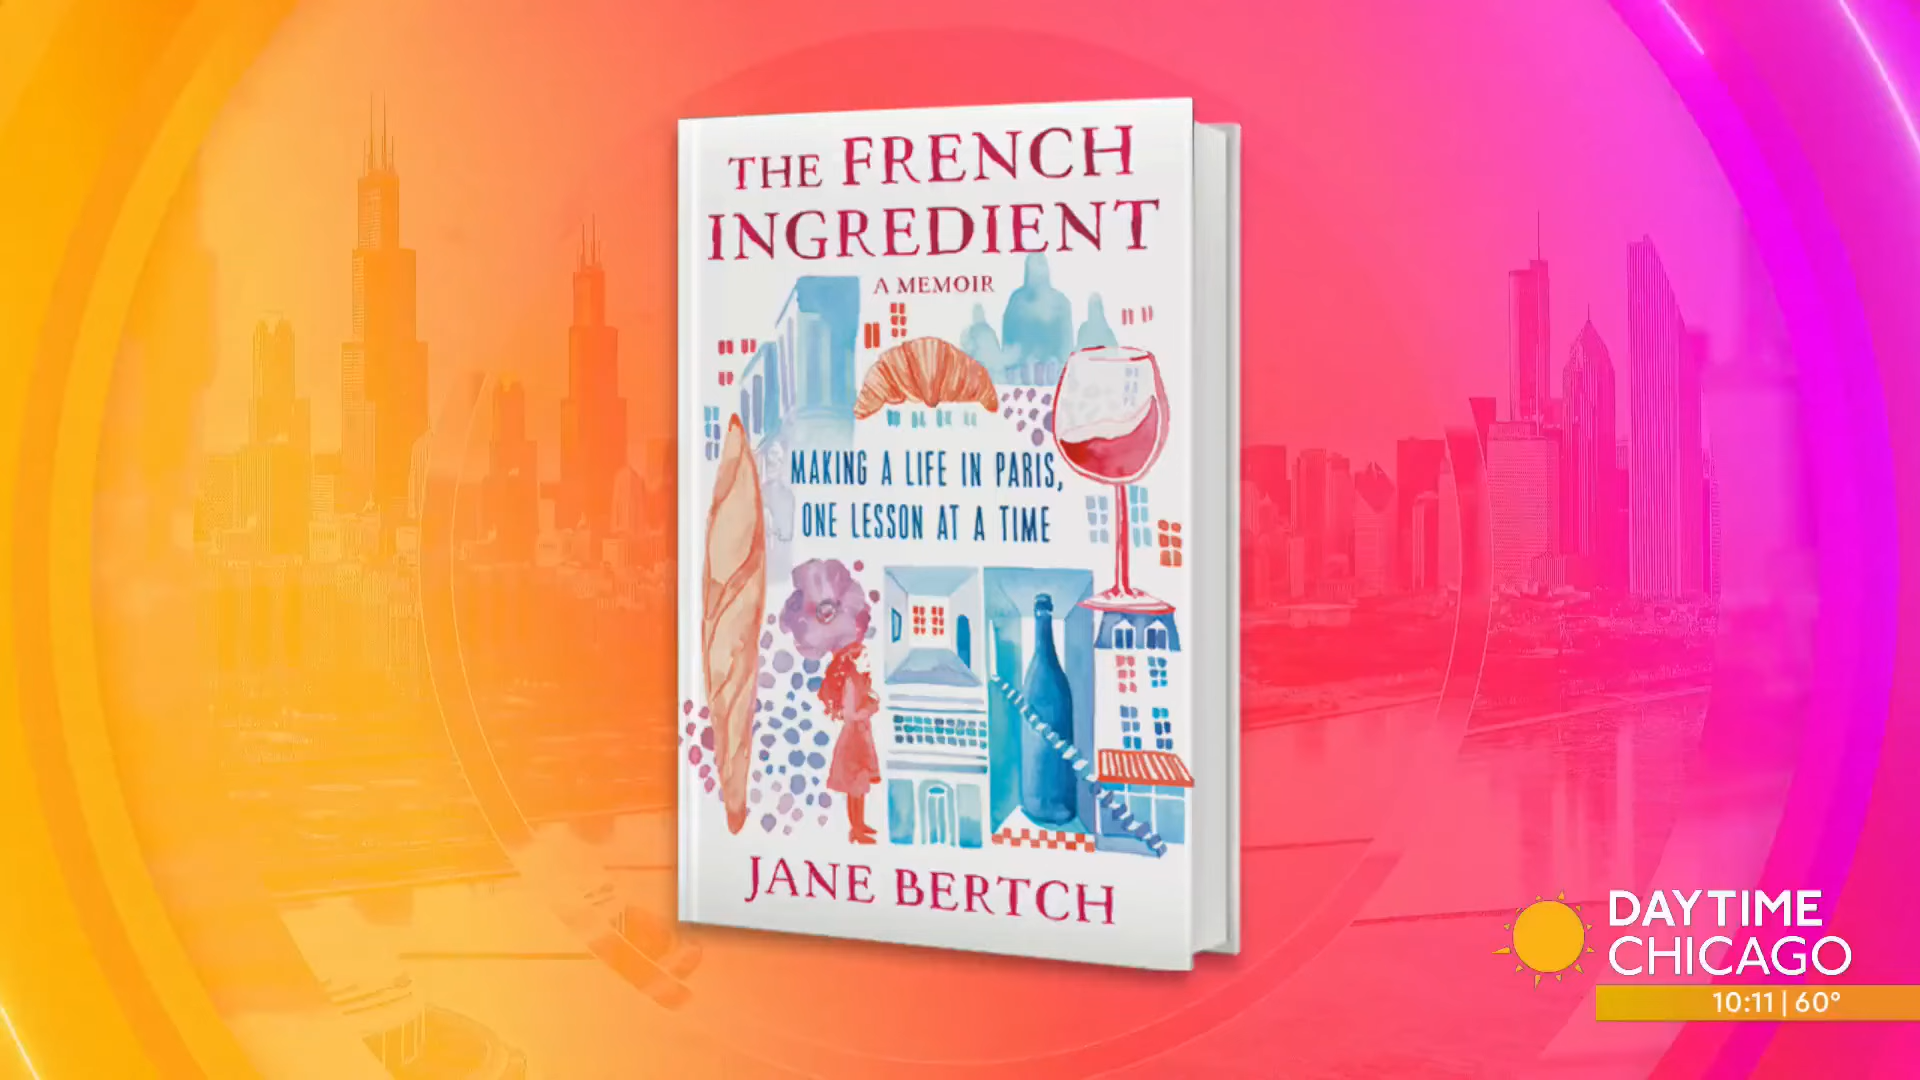 THE FRENCH
INGREDIENT
A MEMOIR
MAKING A LIFE IN PARIS,
ONE LESSON AT A TIME
JANE BERTCH
DAYTIME
CHICAGO
10:11 | 60°